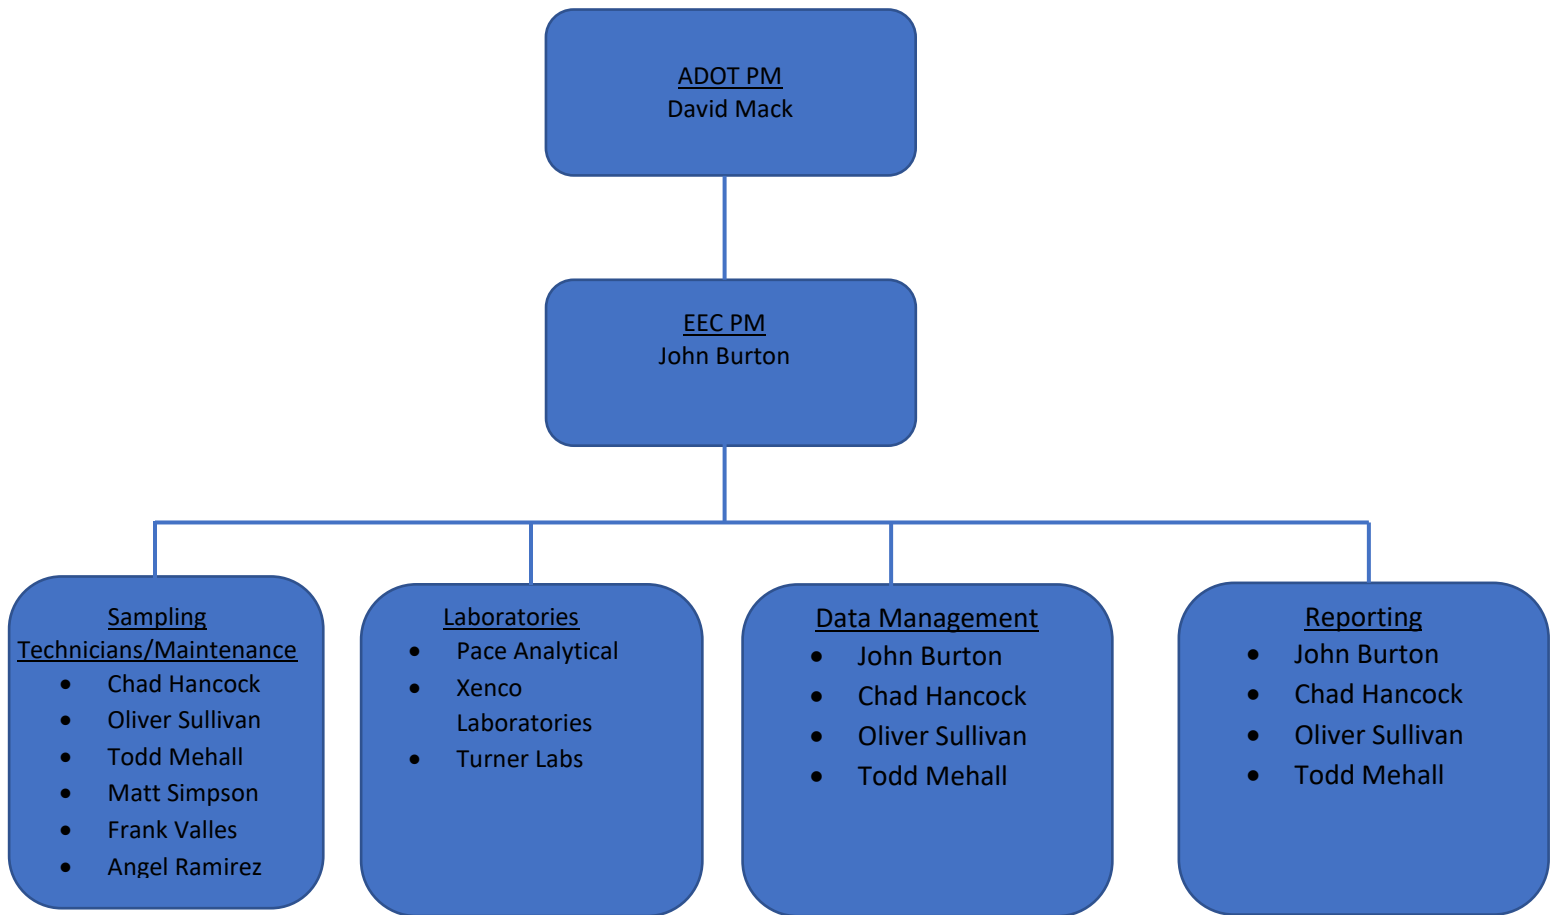 ADOT PM
David Mack
EEC PM
John Burton
Sampling
Technicians/Maintenance
• Chad Hancock
• Oliver Sullivan
• Todd Mehall
• Matt Simpson
• Frank Valles
• Angel Ramirez
Laboratories
• Pace Analytical
• Xenco
Laboratories
• Turner Labs
Data Management
• John Burton
• Chad Hancock
• Oliver Sullivan
• Todd Mehall
Reporting
• John Burton
• Chad Hancock
• Oliver Sullivan
• Todd Mehall